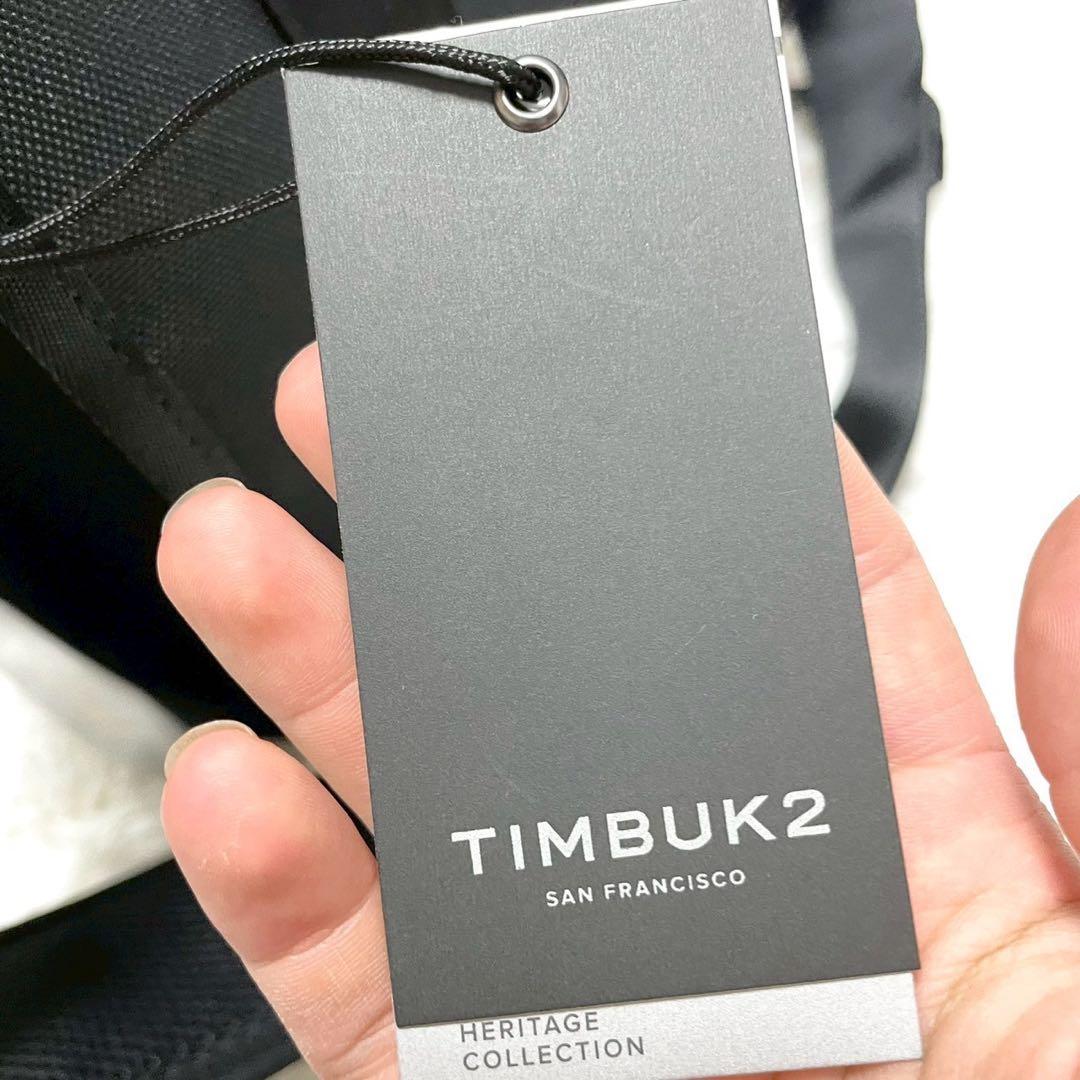 TIMBUK2
SAN FRANCISCO
HERITAGE
COLLECTION